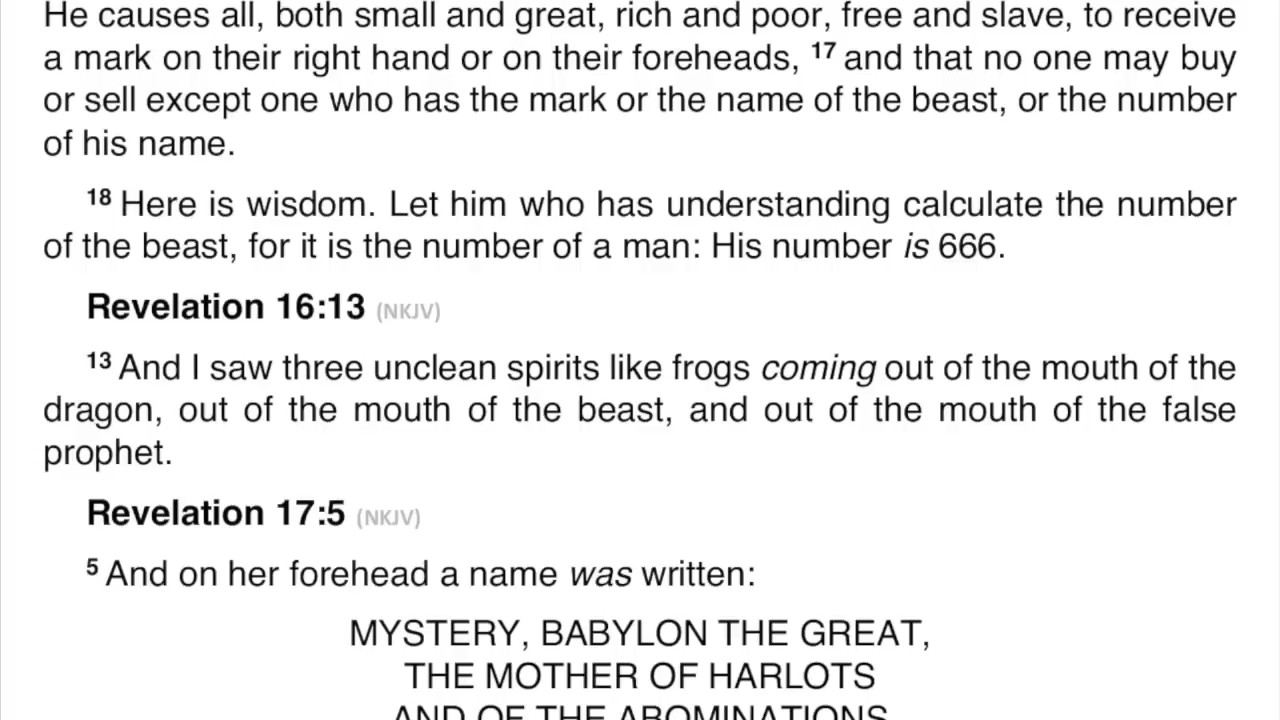 He causes all, both small and great, rich and poor, free and slave, to receive
a mark on their right hand or on their foreheads, 17 and that no one may buy
or sell except one who has the mark or the name of the beast, or the number
of his name.
18 Here is wisdom. Let him who has understanding calculate the number
of the beast, for it is the number of a man: His number is 666.
Revelation 16:13 (NKJV)
13 And I saw three unclean spirits like frogs coming out of the mouth of the
dragon, out of the mouth of the beast, and out of the mouth of the false
prophet.
Revelation 17:5 (NKJV)
5 And on her forehead a name was written:
MYSTERY, BABYLON THE GREAT,
THE MOTHER OF HARLOTS
AND OF THE ABOMINATIONS